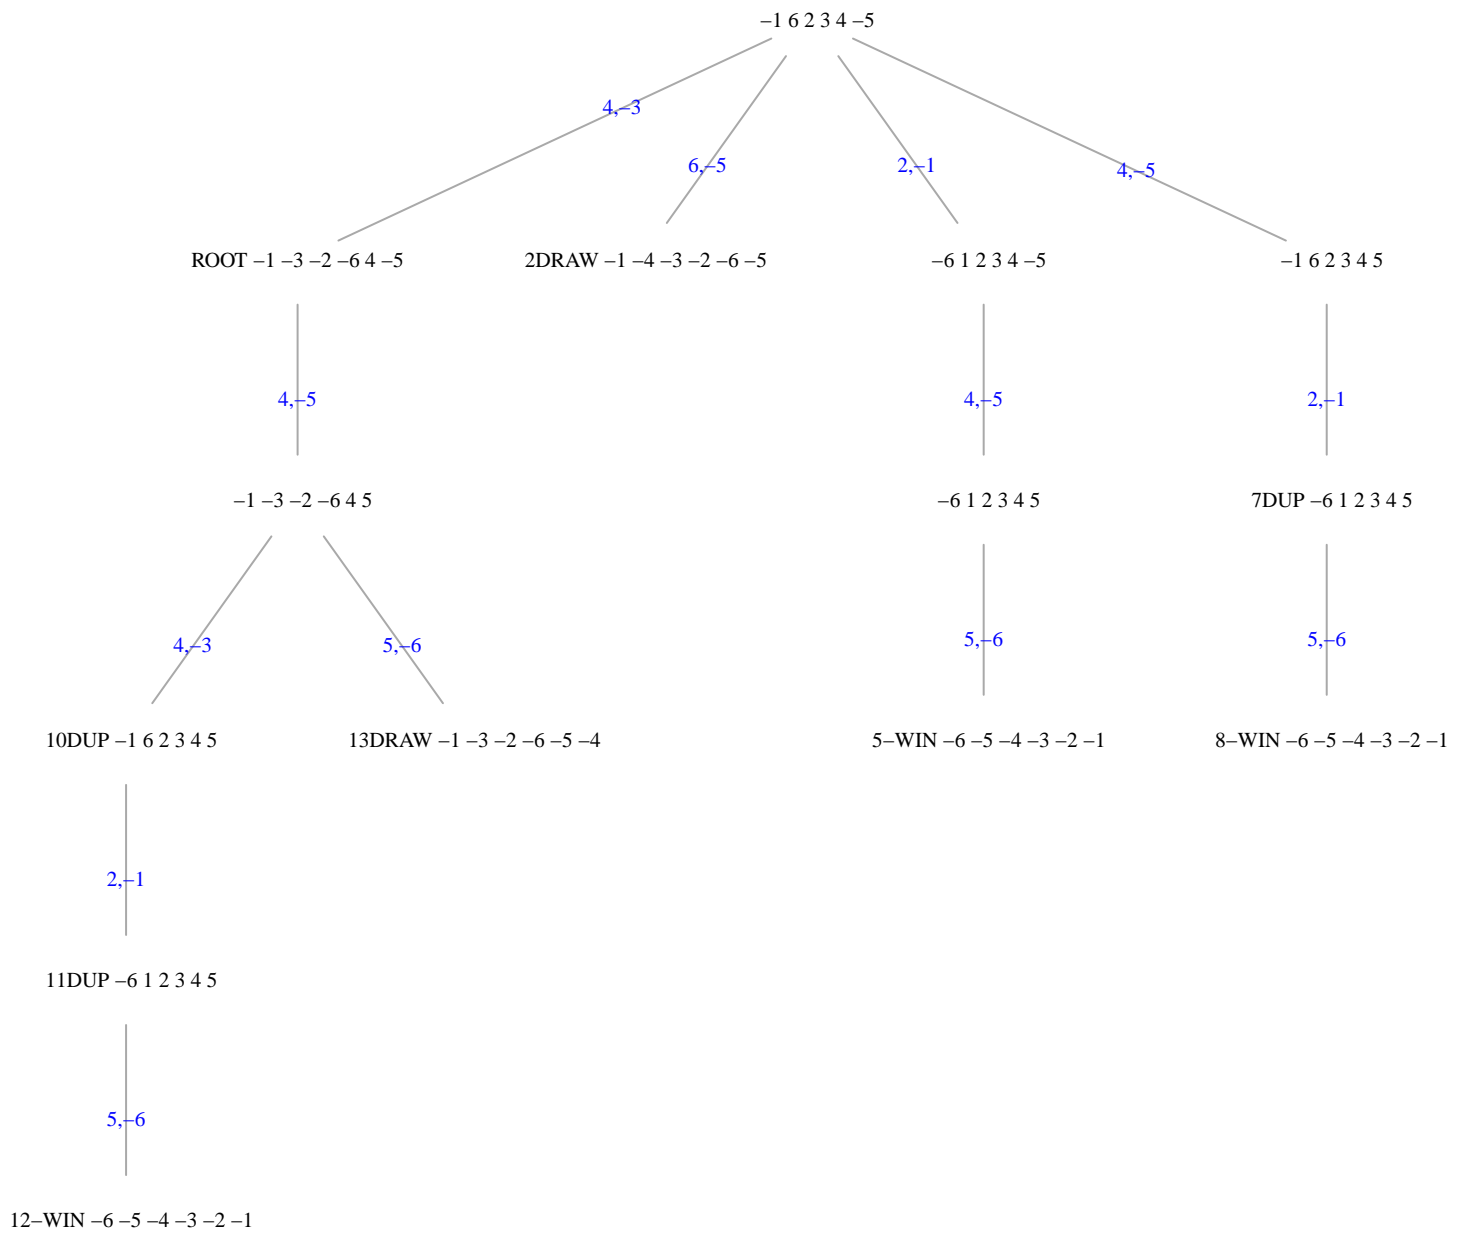 –1 6 2 3 4 –5
4,–3
6,–5
2,–1
4,–5
ROOT –1 –3 –2 –6 4 –5
2DRAW –1 –4 –3 –2 –6 –5
–6 1 2 3 4 –5
–1 6 2 3 4 5
4,–5
4,–5
2,–1
–1 –3 –2 –6 4 5
–6 1 2 3 4 5
7DUP –6 1 2 3 4 5
4,–3
5,–6
5,–6
5,–6
10DUP –1 6 2 3 4 5
13DRAW –1 –3 –2 –6 –5 –4
5–WIN –6 –5 –4 –3 –2 –1
8–WIN –6 –5 –4 –3 –2 –1
2,–1
11DUP –6 1 2 3 4 5
5,–6
12–WIN –6 –5 –4 –3 –2 –1